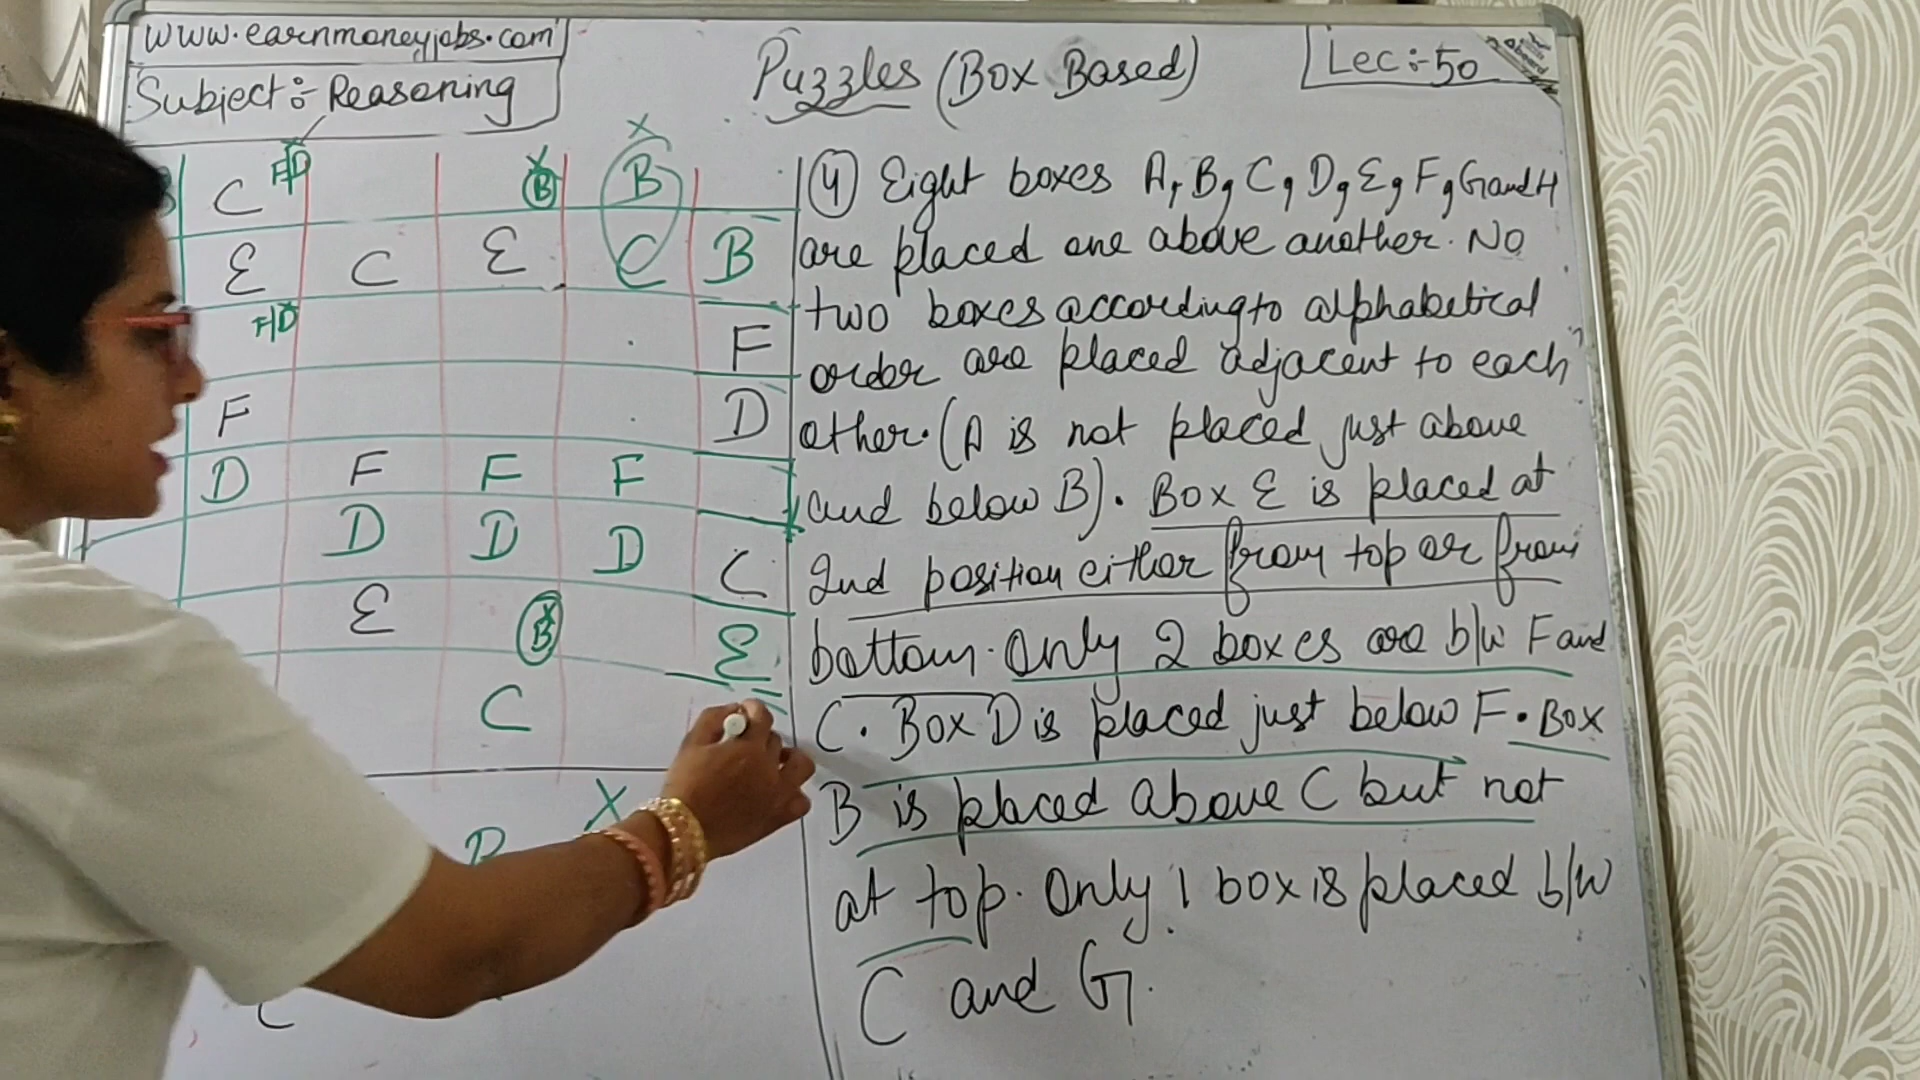 www.earnmoneyjobs.com
Subject:- Reasoning
Puzzles (Box Based)
Lec:-50
(4) Eight boxes A, B, C, D, E, F, G and H
are placed one above another. No
two boxes according to alphabetical
order are placed adjacent to each
other. (A is not placed just above
and below B). Box E is placed at
2nd position either from top or from
bottom. Only 2 boxes are b/w F and
C. Box D is placed just below F. Box
B is placed above C but not
at top. Only 1 box is placed b/w
C and G.
C F/D B B
E C E C B
F/D F
F D
D F F F
D D D C
E B E
C